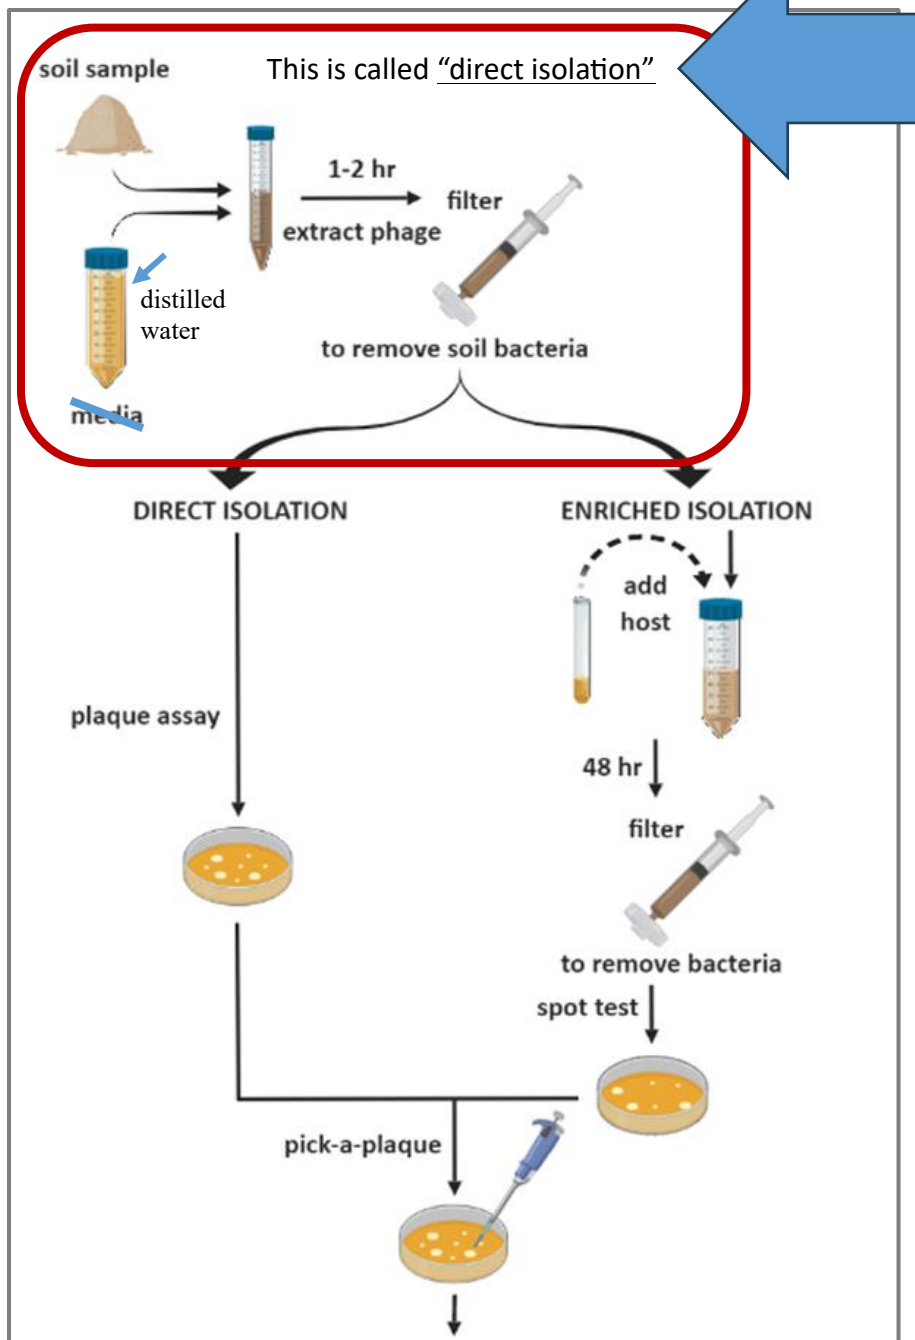 soil sample
This is called “direct isolation”
1-2 hr
extract phage
filter
distilled
water
to remove soil bacteria
media
DIRECT ISOLATION
ENRICHED ISOLATION
add
host
plaque assay
48 hr
filter
to remove bacteria
spot test
pick-a-plaque